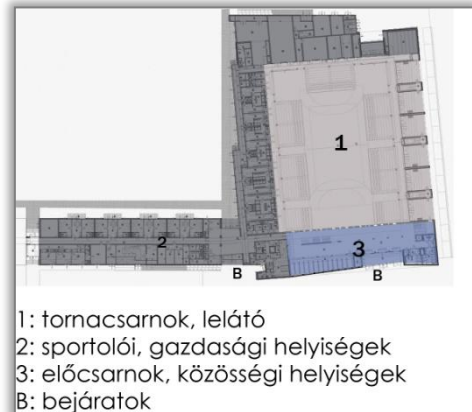 1
2
3
B
B
1: tornacsarnok, lelátó
2: sportolói, gazdasági helyiségek
3: előcsarnok, közösségi helyiségek
B: bejáratok